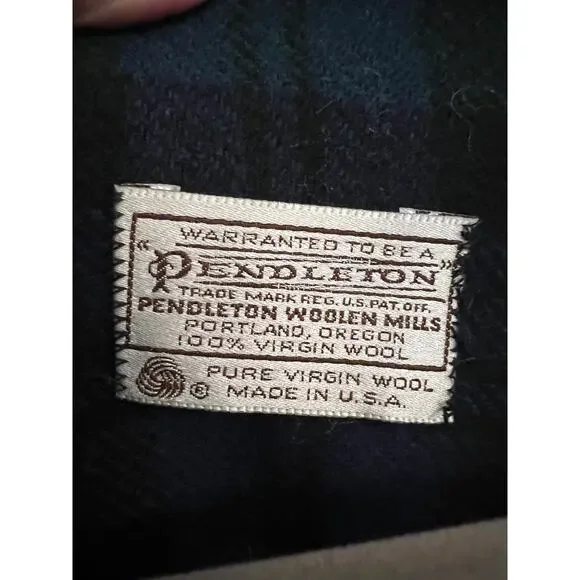 WARRANTED TO BE A
"PENDLETON"
TRADE MARK REG. U.S. PAT. OFF.
PENDLETON WOOLEN MILLS
PORTLAND, OREGON
100% VIRGIN WOOL
® PURE VIRGIN WOOL
MADE IN U.S.A.